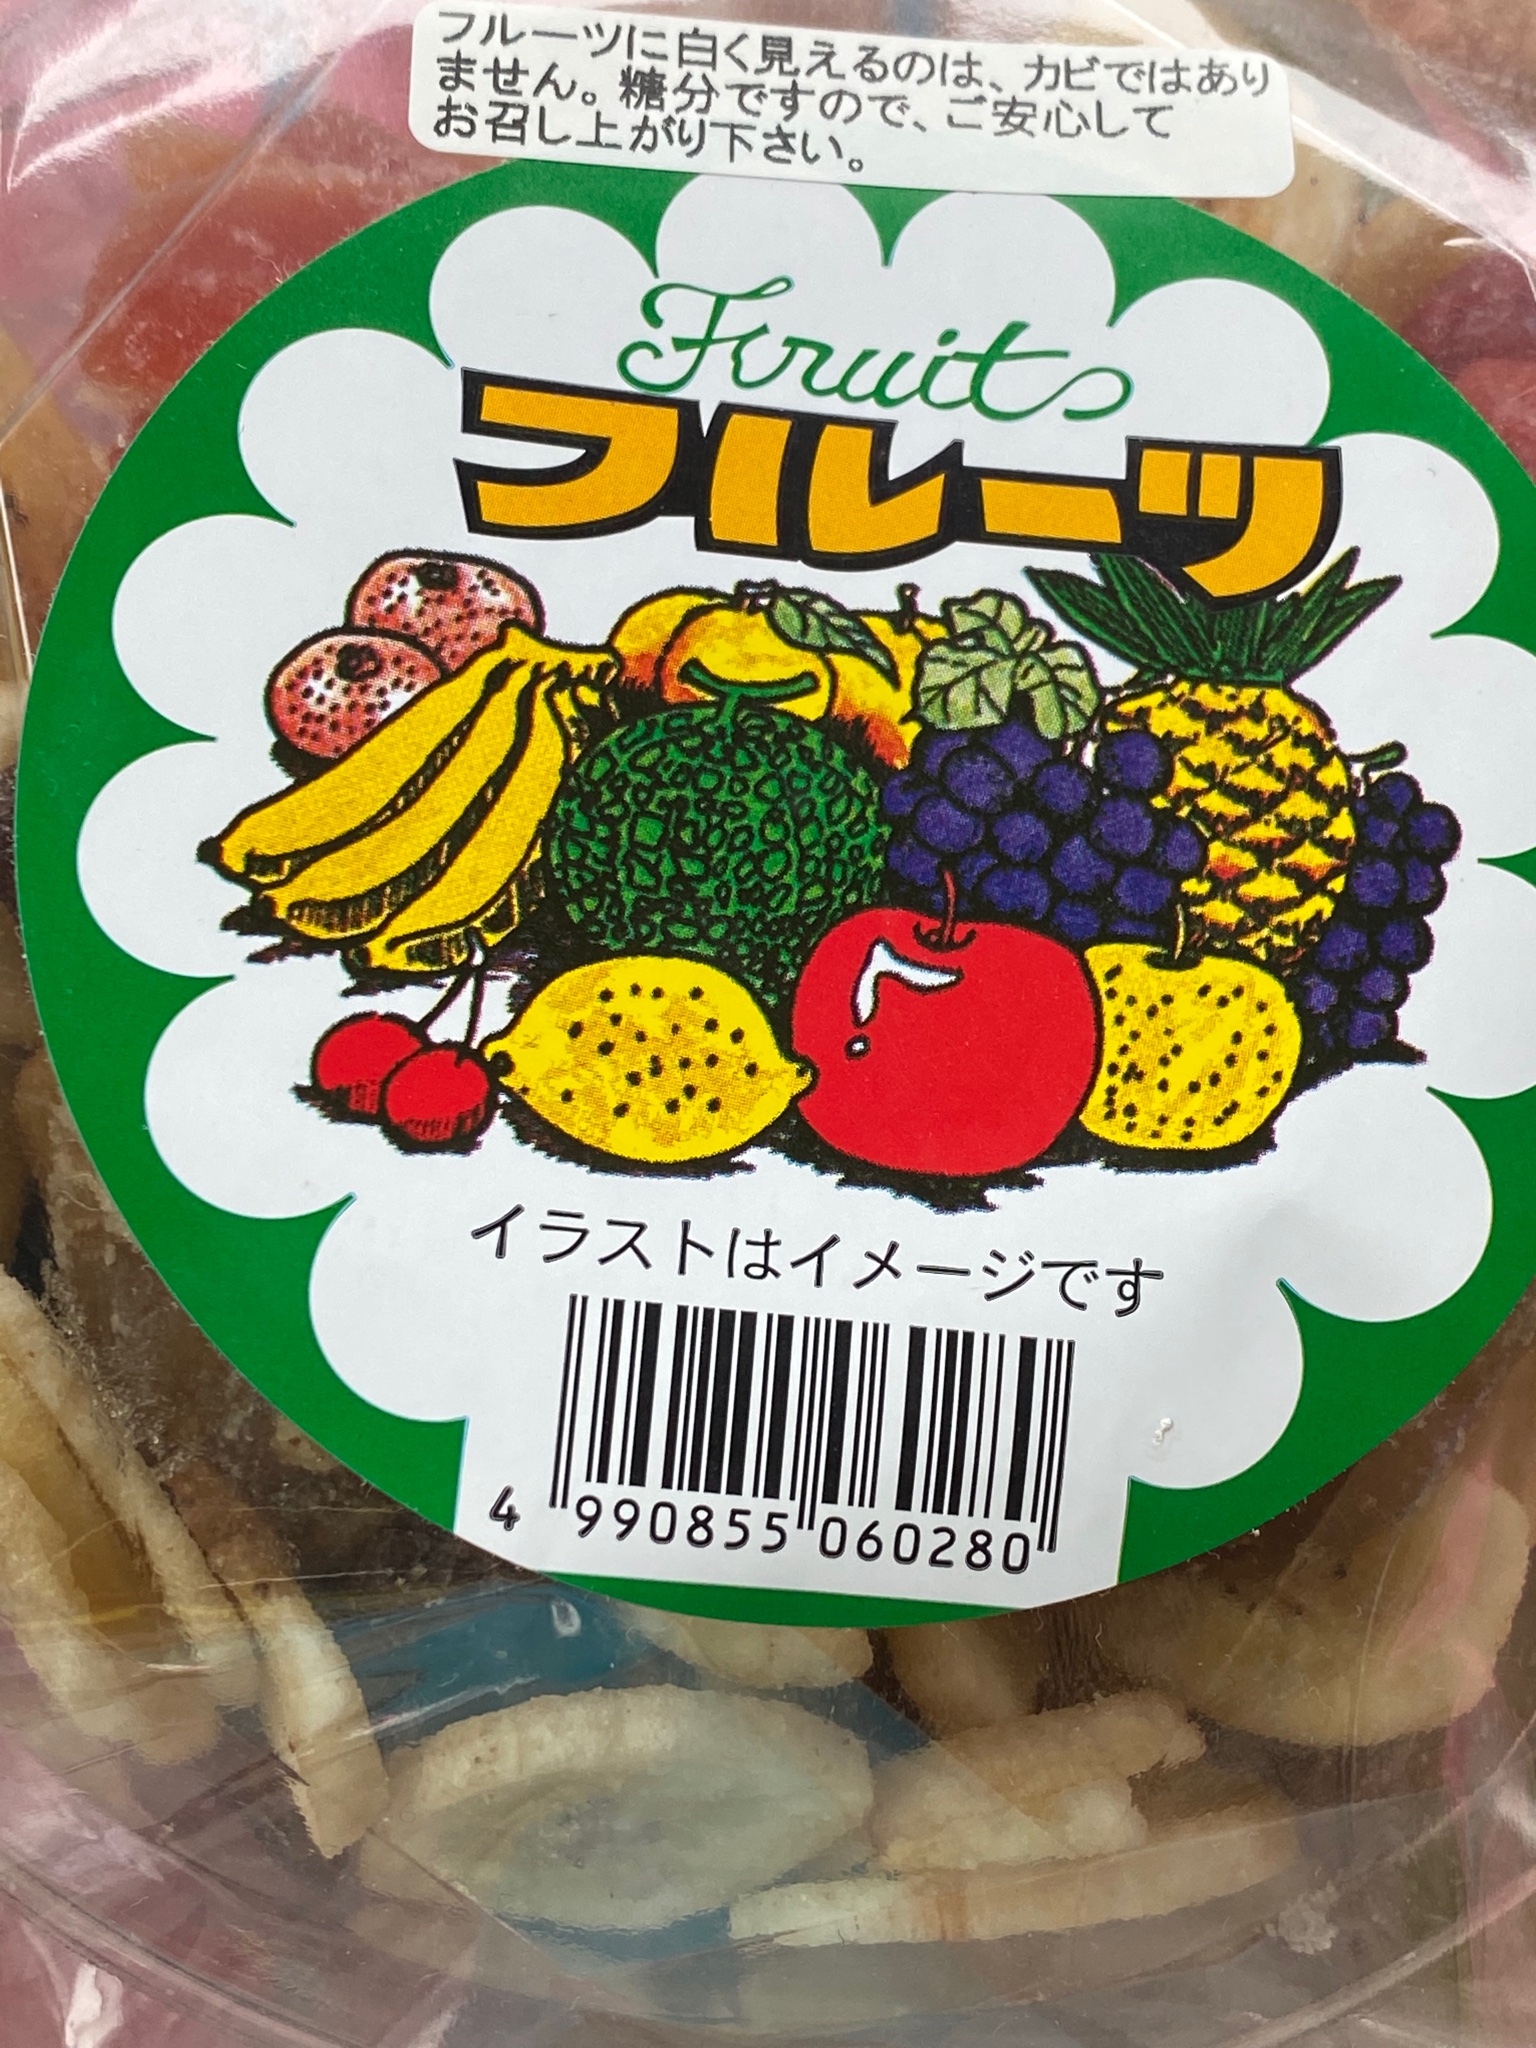 フルーツに白く見えるのは、カビではあり
ません。糖分ですので、ご安心して
お召し上がり下さい。
Fruits
フルーツ
イラストはイメージです
4 990855 060280